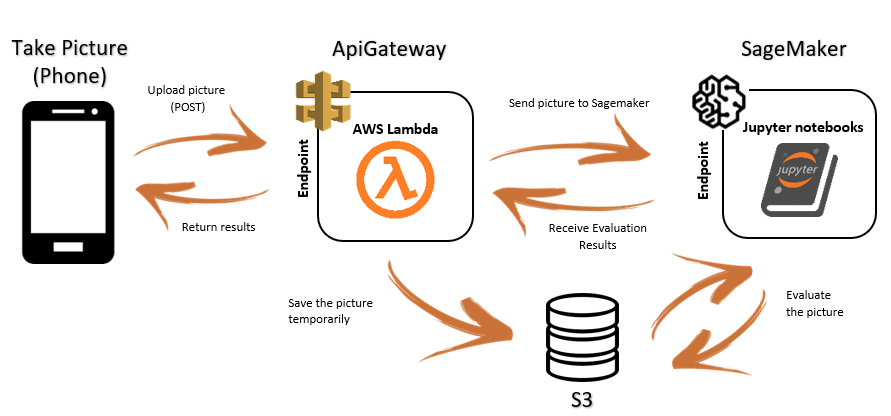 Take Picture
(Phone)
ApiGateway
SageMaker
Upload picture
(POST)
Send picture to Sagemaker
AWS Lambda
Jupyter notebooks
Endpoint
Endpoint
jupyter
Return results
Receive Evaluation
Results
Save the picture
temporarily
Evaluate
the picture
S3